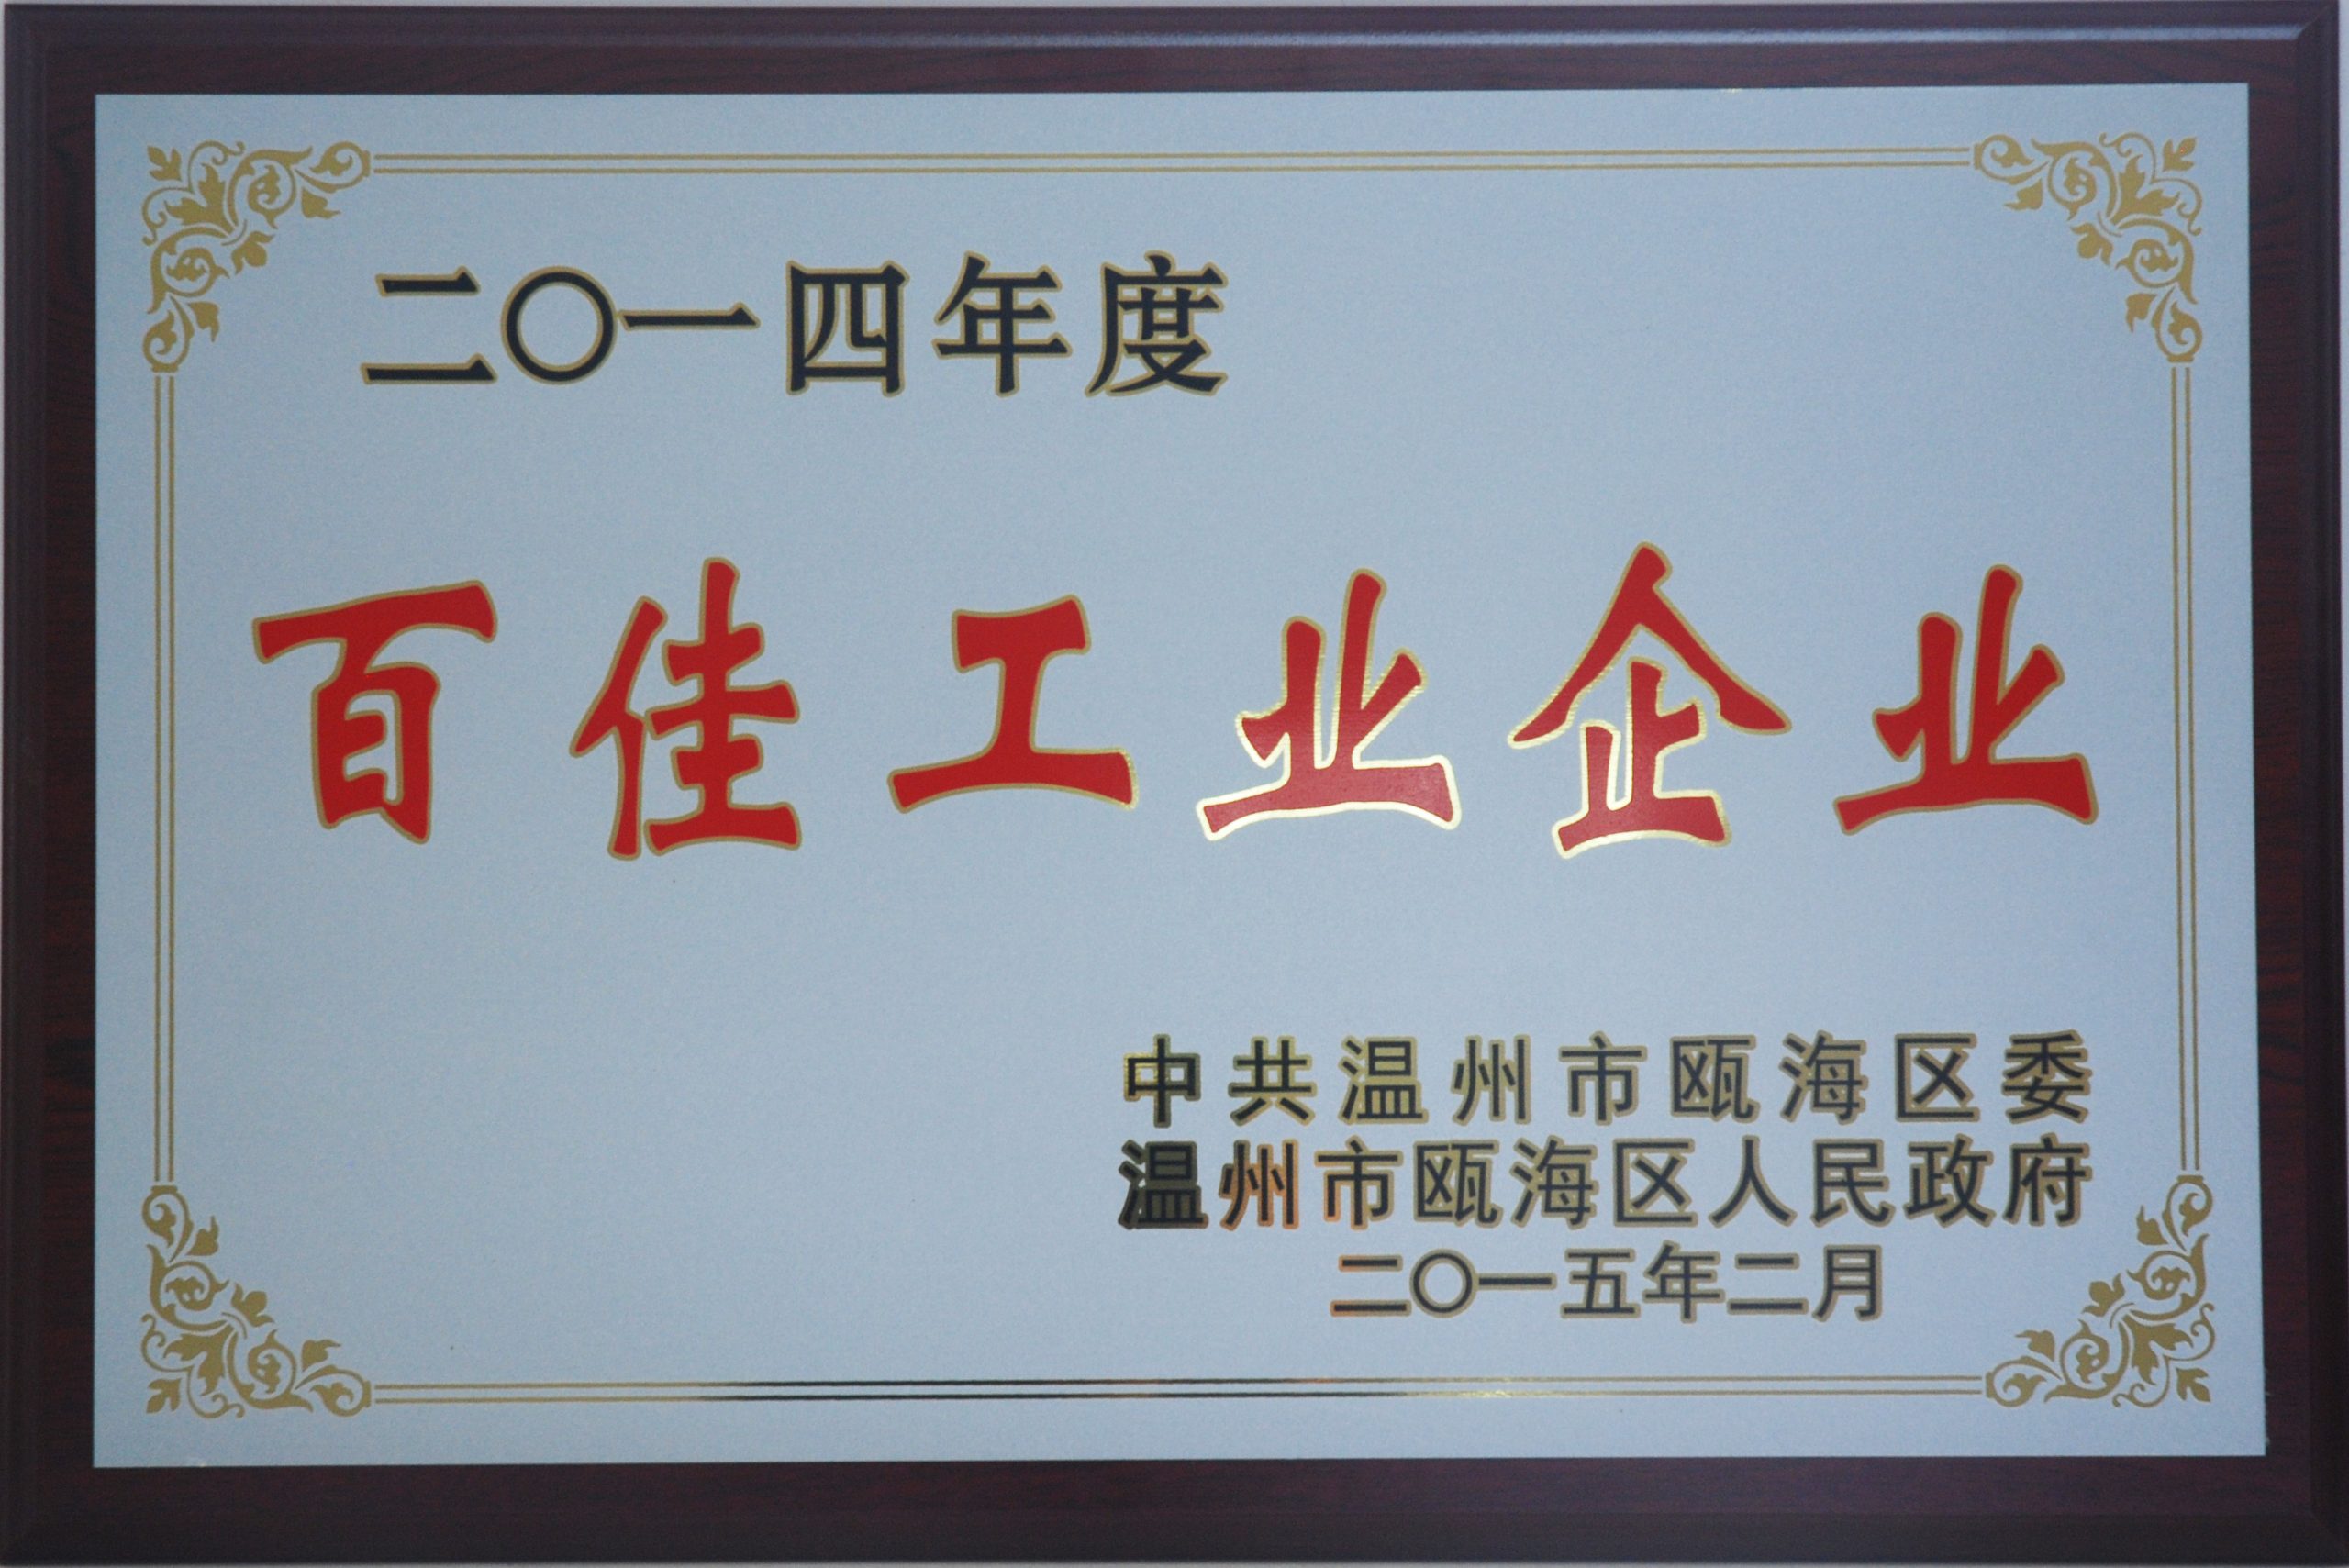 二〇一四年度
百佳工业企业
中共温州市瓯海区委
温州市瓯海区人民政府
二〇一五年二月